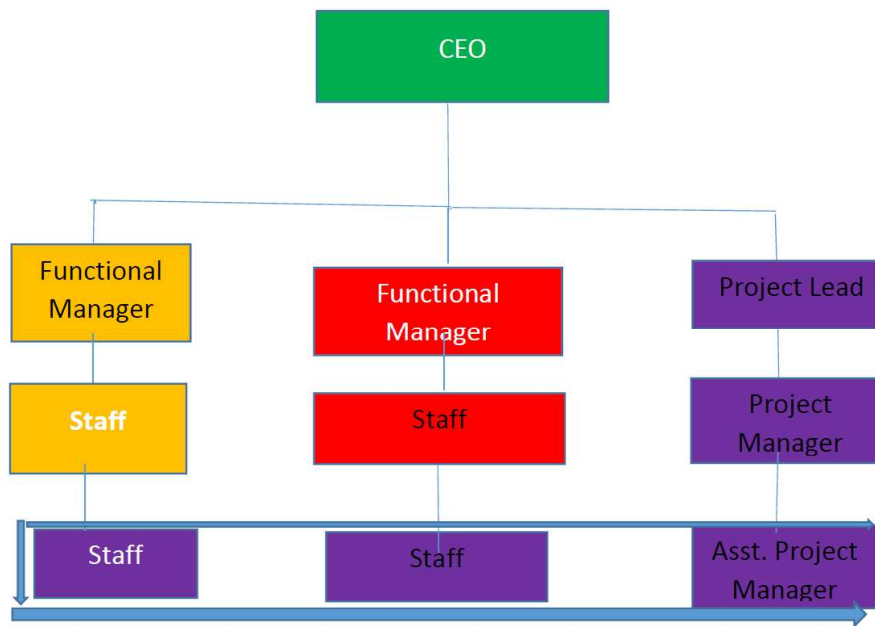 CEO
Functional
Manager
Functional
Manager
Project Lead
Staff
Staff
Project
Manager
Staff
Staff
Asst. Project
Manager